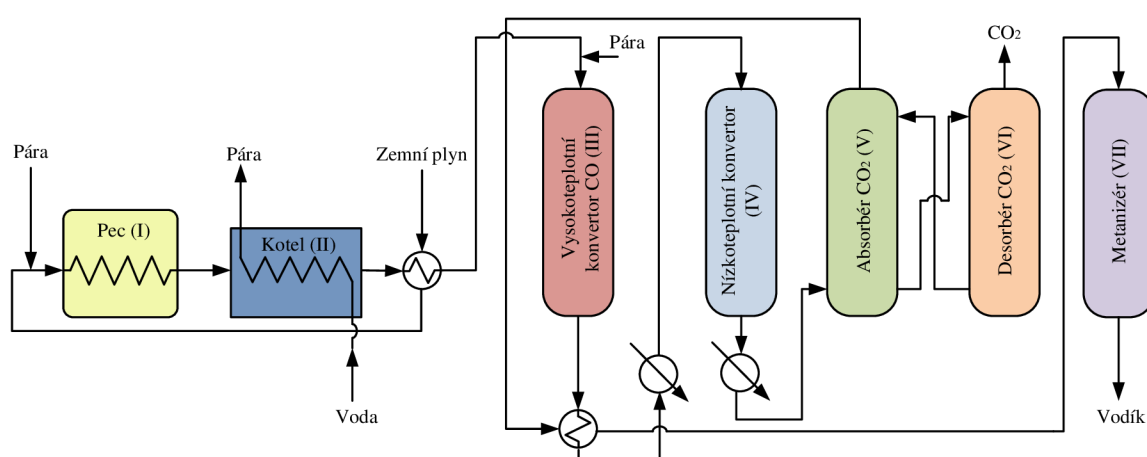 CO₂
Pára
Pára
Pára
Zemní plyn
Pec (I)
Kotel (II)
Vysokoteplotní
konvertor CO (III)
Nízkoteplotní konvertor
(IV)
Absorbér CO₂ (V)
Desorbér CO₂ (VI)
Metanizér (VII)
Voda
Vodík